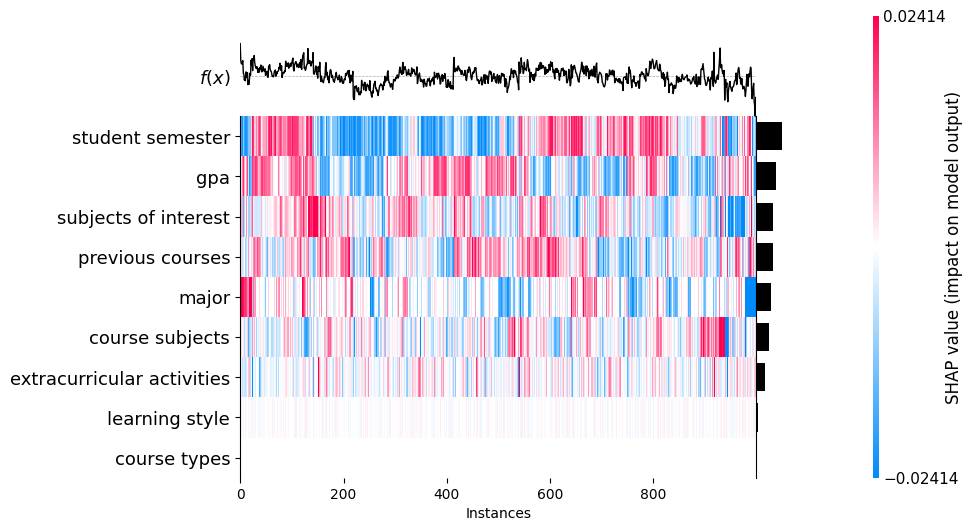 0.02414
f(x)
student semester
gpa
subjects of interest
previous courses
major
course subjects
extracurricular activities
learning style
course types
0 200 400 600 800
Instances
SHAP value (impact on model output)
−0.02414